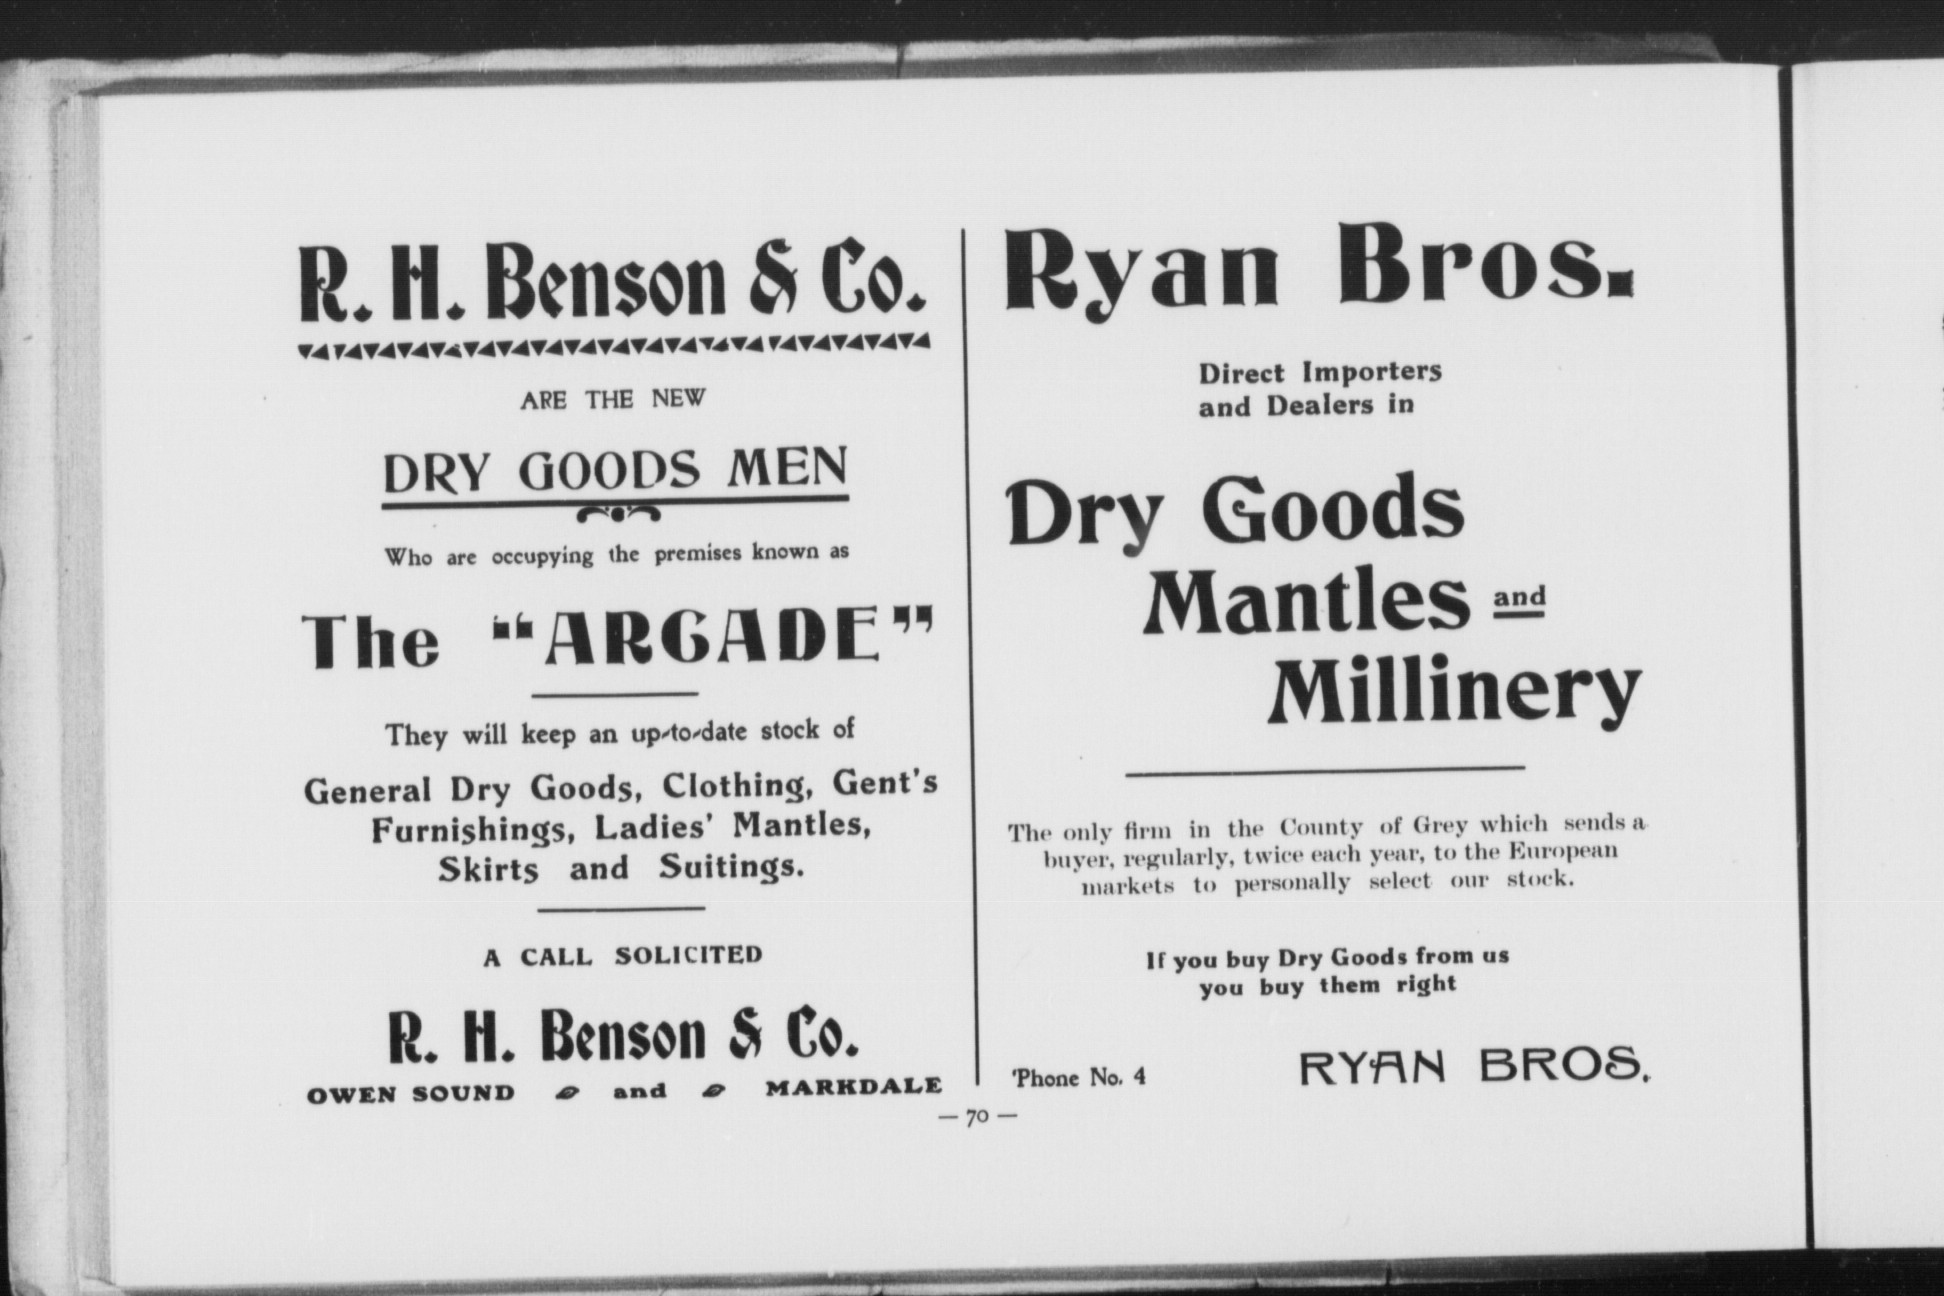 R. H. Benson & Co.
ARE THE NEW
DRY GOODS MEN
Who are occupying the premises known as
The "ARCADE"
They will keep an up-to-date stock of
General Dry Goods, Clothing, Gent's
Furnishings, Ladies' Mantles,
Skirts and Suitings.
A CALL SOLICITED
R. H. Benson & Co.
OWEN SOUND and MARKDALE
Ryan Bros.
Direct Importers
and Dealers in
Dry Goods
Mantles and
Millinery
The only firm in the County of Grey which sends a
buyer, regularly, twice each year, to the European
markets to personally select our stock.
If you buy Dry Goods from us
you buy them right
'Phone No. 4 RYAN BROS.
— 70 —